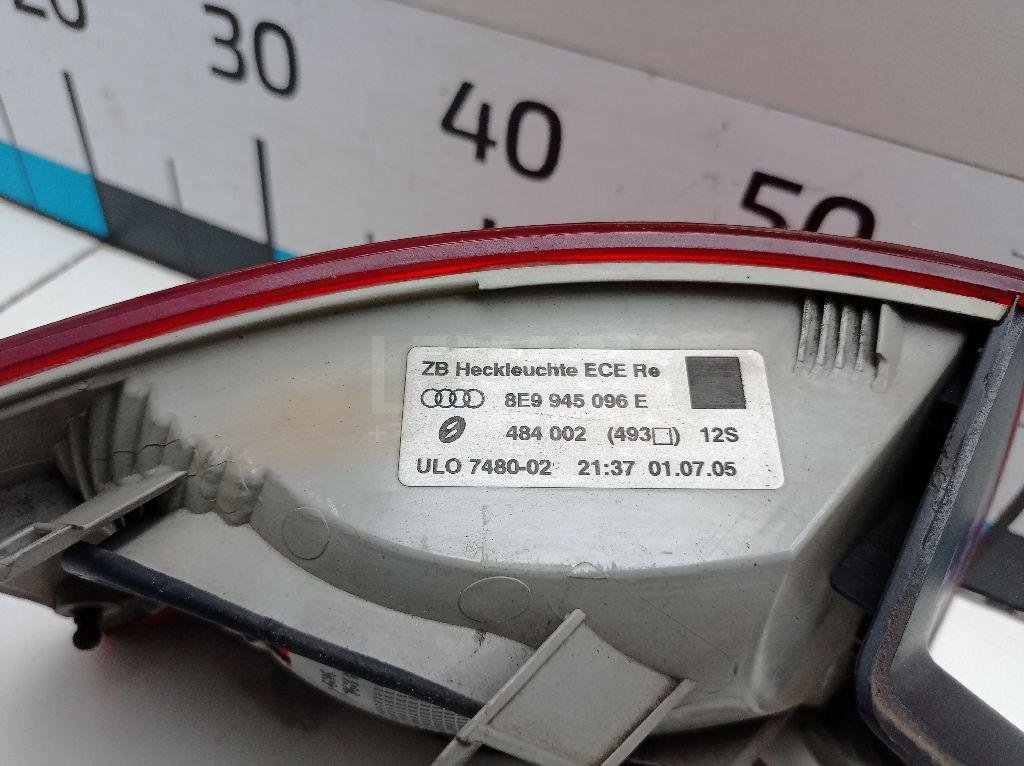 20
30
40
50
ZB Heckleuchte ECE Re
8E9 945 096 E
484 002 (493□) 12S
ULO 7480-02 21:37 01.07.05